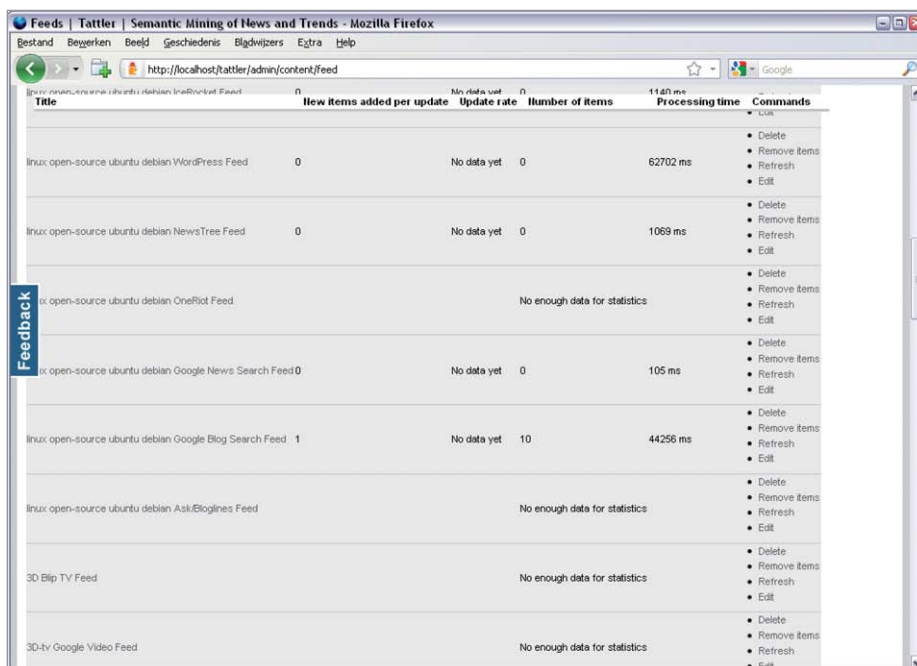 Feeds | Tattler | Semantic Mining of News and Trends - Mozilla Firefox
Bestand Bewerken Beeld Geschiedenis Bladwijzers Extra Help
http://localhost/tattler/admin/content/feed Google
linux open-source ubuntu debian IceRocket Feed 0 No data yet 0 1140 ms
Title New items added per update Update rate Number of items Processing time Commands
Edit
Delete
Remove items
linux open-source ubuntu debian WordPress Feed 0 No data yet 0 62702 ms
Refresh
Edit
Delete
Remove items
linux open-source ubuntu debian NewsTree Feed 0 No data yet 0 1069 ms
Refresh
Edit
Delete
Remove items
Feedback
open-source ubuntu debian OneRiot Feed No enough data for statistics
Refresh
Edit
Delete
Remove items
open-source ubuntu debian Google News Search Feed 0 No data yet 0 105 ms
Refresh
Edit
Delete
Remove items
linux open-source ubuntu debian Google Blog Search Feed 1 No data yet 10 44256 ms
Refresh
Edit
Delete
Remove items
linux open-source ubuntu debian Ask/Bloglines Feed No enough data for statistics
Refresh
Edit
Delete
Remove items
3D Blip TV Feed No enough data for statistics
Refresh
Edit
Delete
Remove items
3D-tv Google Video Feed No enough data for statistics
Refresh
Edit